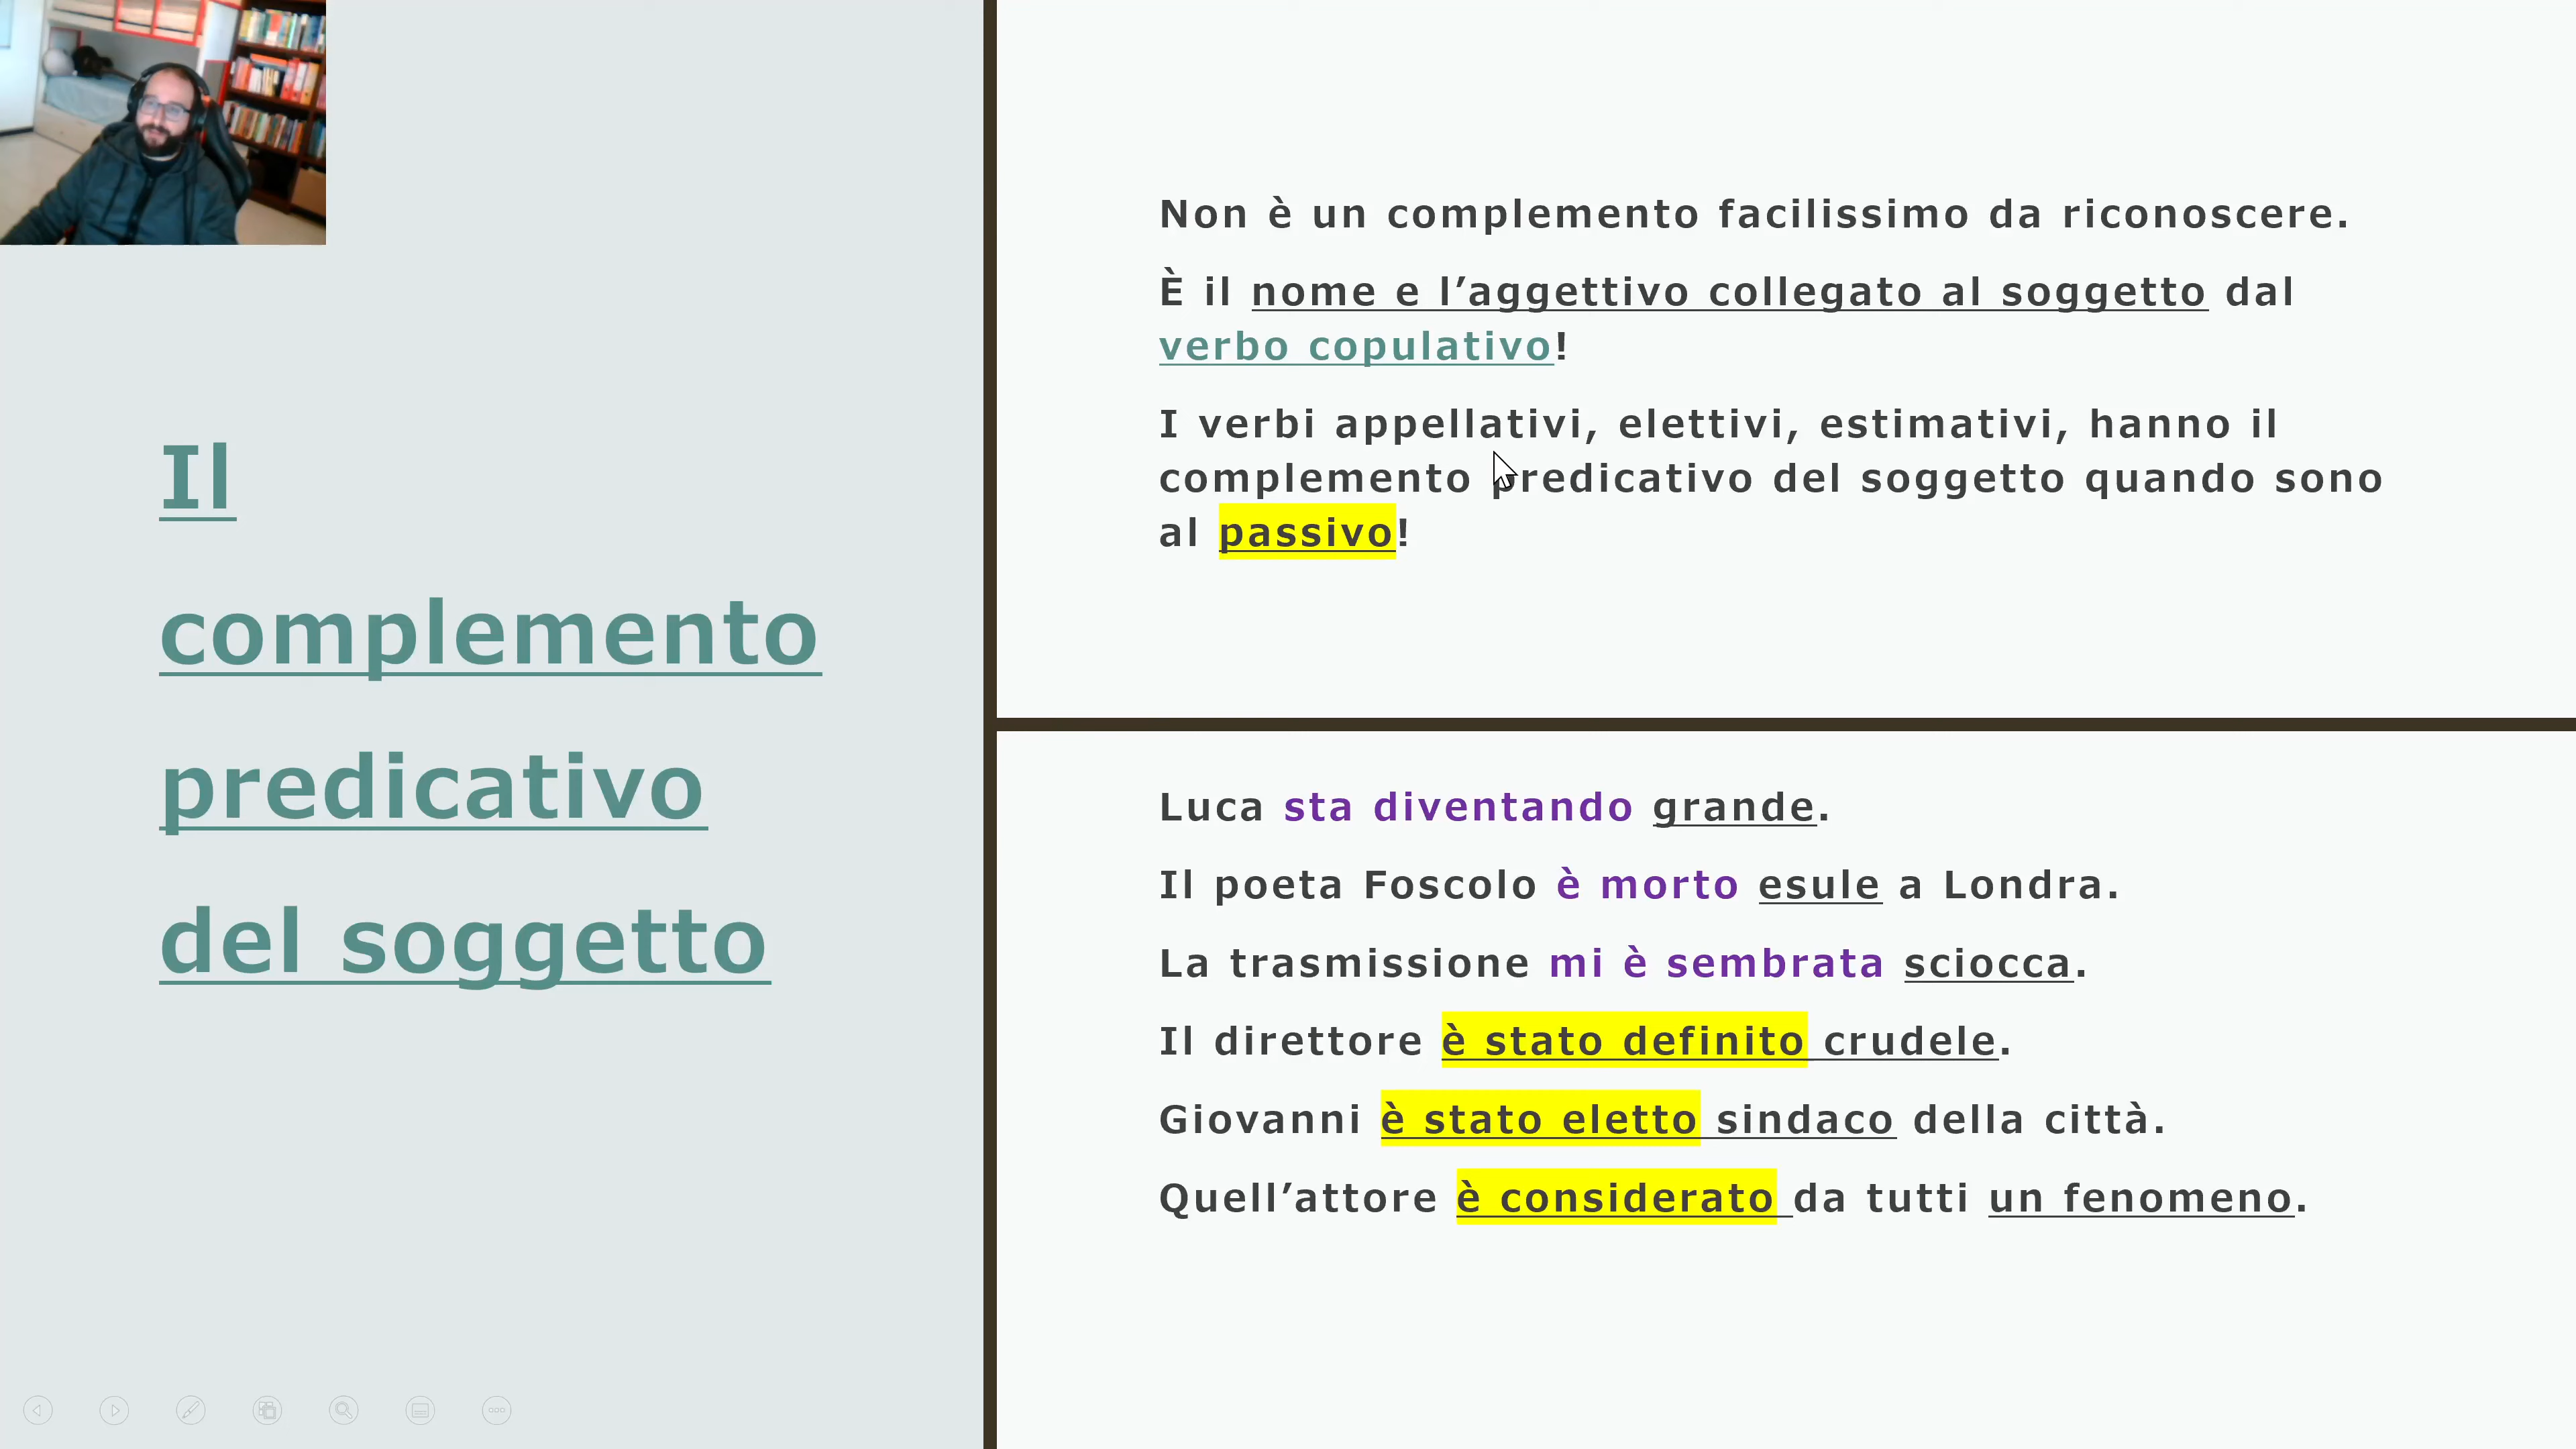 Il
complemento
predicativo
del soggetto
Non è un complemento facilissimo da riconoscere.
È il nome e l’aggettivo collegato al soggetto dal
verbo copulativo!
I verbi appellativi, elettivi, estimativi, hanno il
complemento predicativo del soggetto quando sono
al passivo!
Luca sta diventando grande.
Il poeta Foscolo è morto esule a Londra.
La trasmissione mi è sembrata sciocca.
Il direttore è stato definito crudele.
Giovanni è stato eletto sindaco della città.
Quell’attore è considerato da tutti un fenomeno.